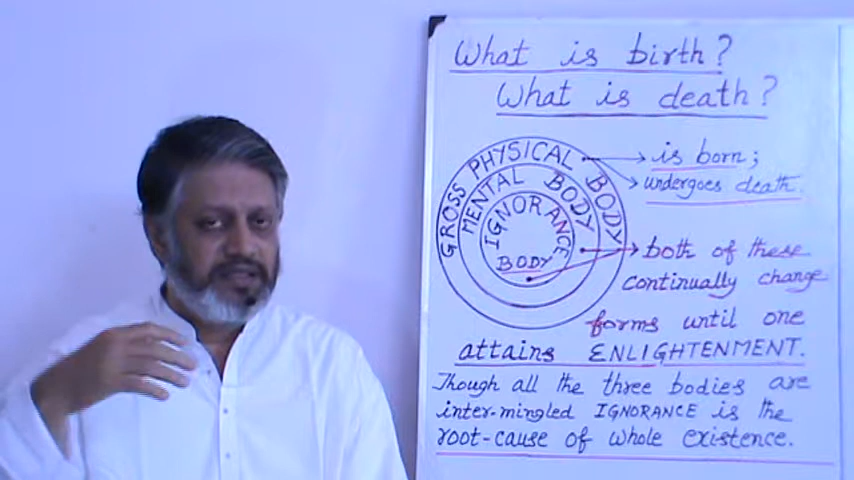 What is birth?
What is death?
GROSS PHYSICAL BODY
MENTAL BODY
IGNORANCE
BODY
is born;
undergoes death.
both of these
continually change
forms until one
attains ENLIGHTENMENT.
Though all the three bodies are
inter-mingled IGNORANCE is the
root-cause of whole existence.